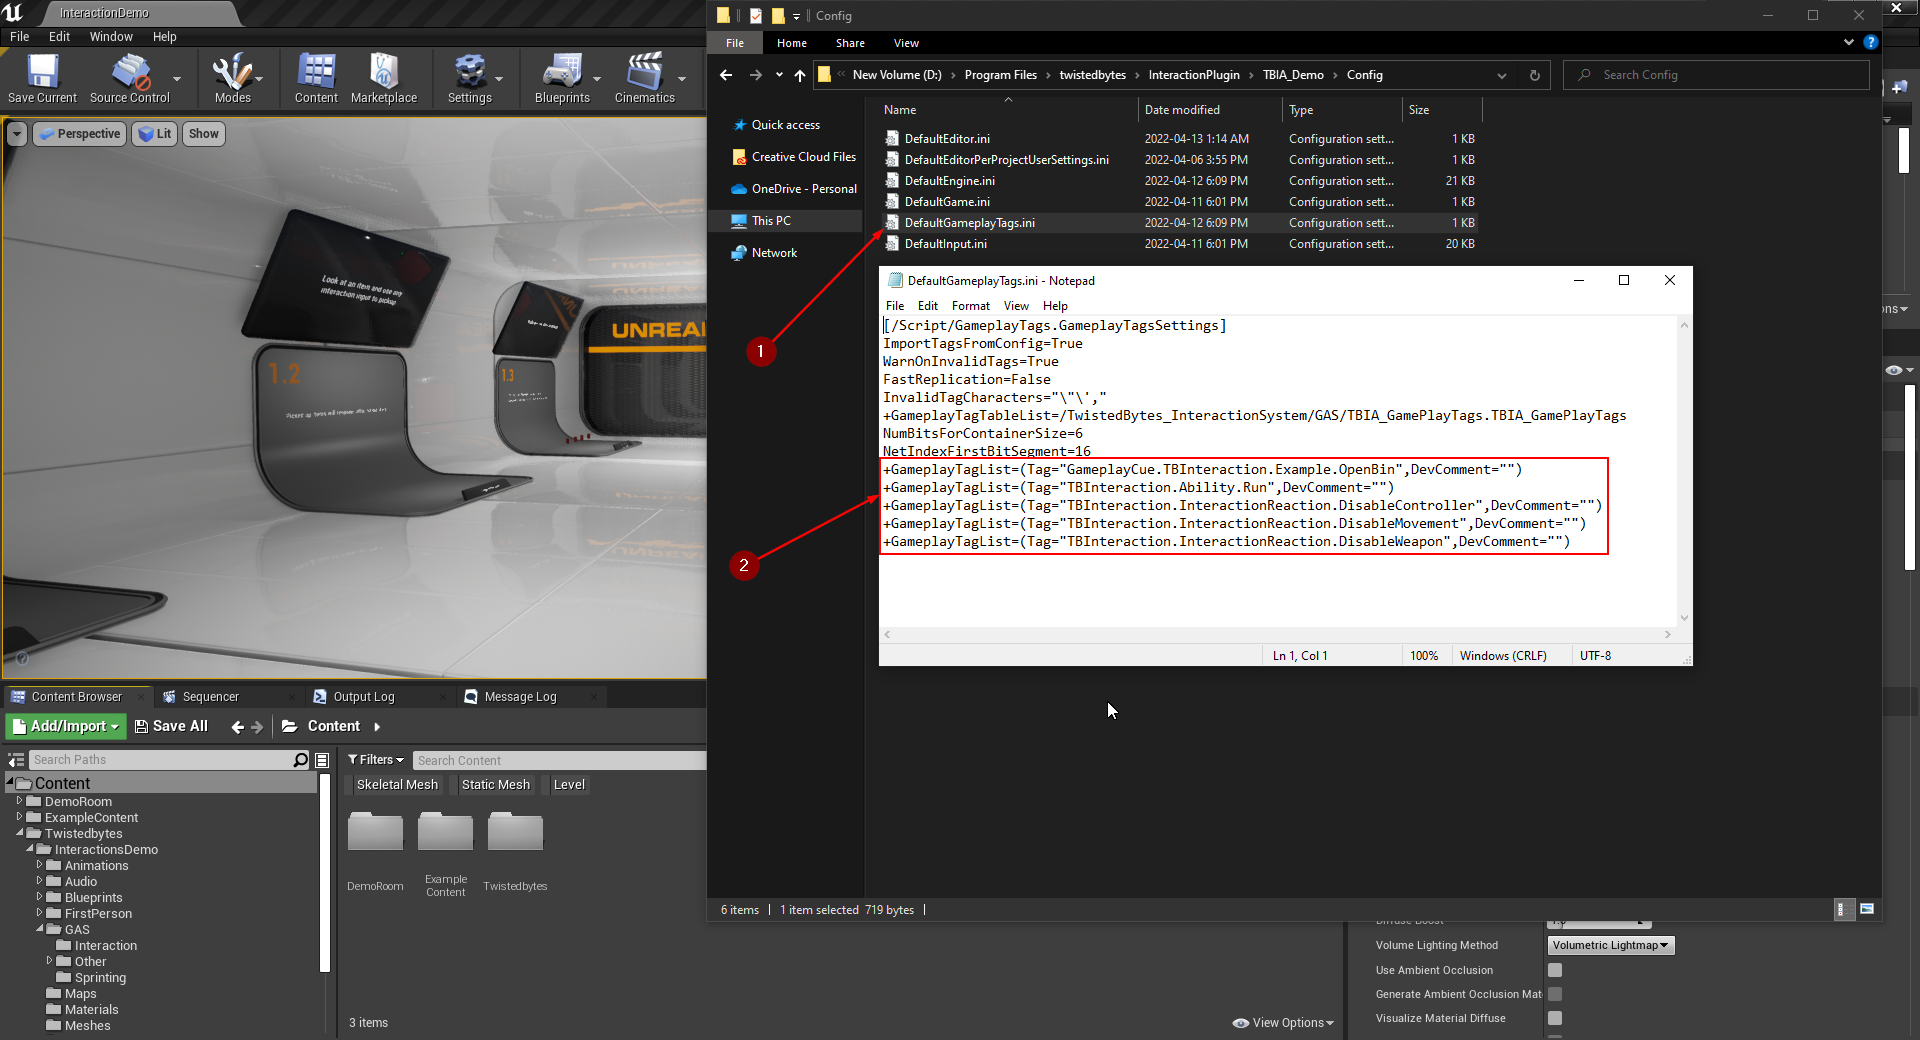 InteractionDemo
File Edit Window Help
Save Current
Source Control
Modes
Content
Marketplace
Settings
Blueprints
Cinematics
Perspective
Lit
Show
Look at an item and use any
interaction input to pickup
1.2
1.3
UNREA
Config
File Home Share View
New Volume (D:) › Program Files › twistedbytes › InteractionPlugin › TBIA_Demo › Config
Search Config
Quick access
Creative Cloud Files
OneDrive - Personal
This PC
Network
Name Date modified Type Size
DefaultEditor.ini 2022-04-13 1:14 AM Configuration sett... 1 KB
DefaultEditorPerProjectUserSettings.ini 2022-04-06 3:55 PM Configuration sett... 1 KB
DefaultEngine.ini 2022-04-12 6:09 PM Configuration sett... 21 KB
DefaultGame.ini 2022-04-11 6:01 PM Configuration sett... 1 KB
DefaultGameplayTags.ini 2022-04-12 6:09 PM Configuration sett... 1 KB
DefaultInput.ini 2022-04-11 6:01 PM Configuration sett... 20 KB
1
2
DefaultGameplayTags.ini - Notepad
File Edit Format View Help
[/Script/GameplayTags.GameplayTagsSettings]
ImportTagsFromConfig=True
WarnOnInvalidTags=True
FastReplication=False
InvalidTagCharacters="\"\',"
+GameplayTagTableList=/TwistedBytes_InteractionSystem/GAS/TBIA_GamePlayTags.TBIA_GamePlayTags
NumBitsForContainerSize=6
NetIndexFirstBitSegment=16
+GameplayTagList=(Tag="GameplayCue.TBInteraction.Example.OpenBin",DevComment="")
+GameplayTagList=(Tag="TBInteraction.Ability.Run",DevComment="")
+GameplayTagList=(Tag="TBInteraction.InteractionReaction.DisableController",DevComment="")
+GameplayTagList=(Tag="TBInteraction.InteractionReaction.DisableMovement",DevComment="")
+GameplayTagList=(Tag="TBInteraction.InteractionReaction.DisableWeapon",DevComment="")
Ln 1, Col 1 100% Windows (CRLF) UTF-8
6 items 1 item selected 719 bytes
Content Browser
Sequencer
Output Log
Message Log
Add/Import
Save All
Content
Search Paths
Filters
Search Content
Skeletal Mesh
Static Mesh
Level
Content
DemoRoom
ExampleContent
Twistedbytes
InteractionsDemo
Animations
Audio
Blueprints
FirstPerson
GAS
Interaction
Other
Sprinting
Maps
Materials
Meshes
DemoRoom
Example
Content
Twistedbytes
3 items
View Options
Volume Lighting Method Volumetric Lightmap
Use Ambient Occlusion
Generate Ambient Occlusion Mat
Visualize Material Diffuse